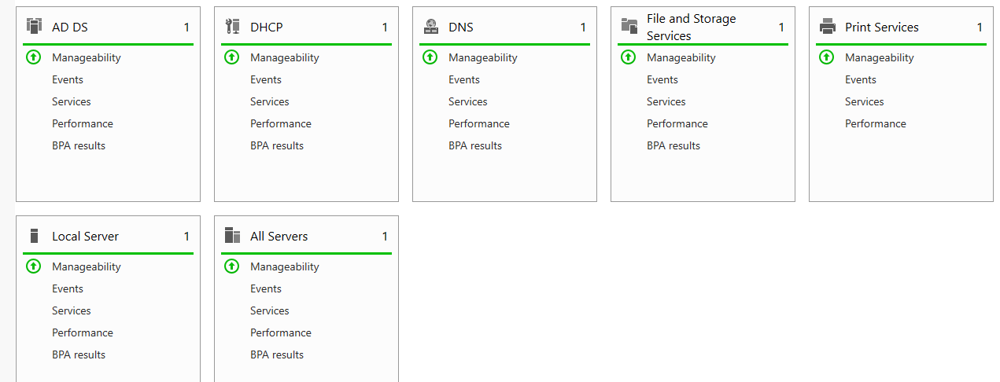 AD DS 1
Manageability
Events
Services
Performance
BPA results
DHCP 1
Manageability
Events
Services
Performance
BPA results
DNS 1
Manageability
Events
Services
Performance
BPA results
File and Storage
Services 1
Manageability
Events
Services
Performance
BPA results
Print Services 1
Manageability
Events
Services
Performance
Local Server 1
Manageability
Events
Services
Performance
BPA results
All Servers 1
Manageability
Events
Services
Performance
BPA results